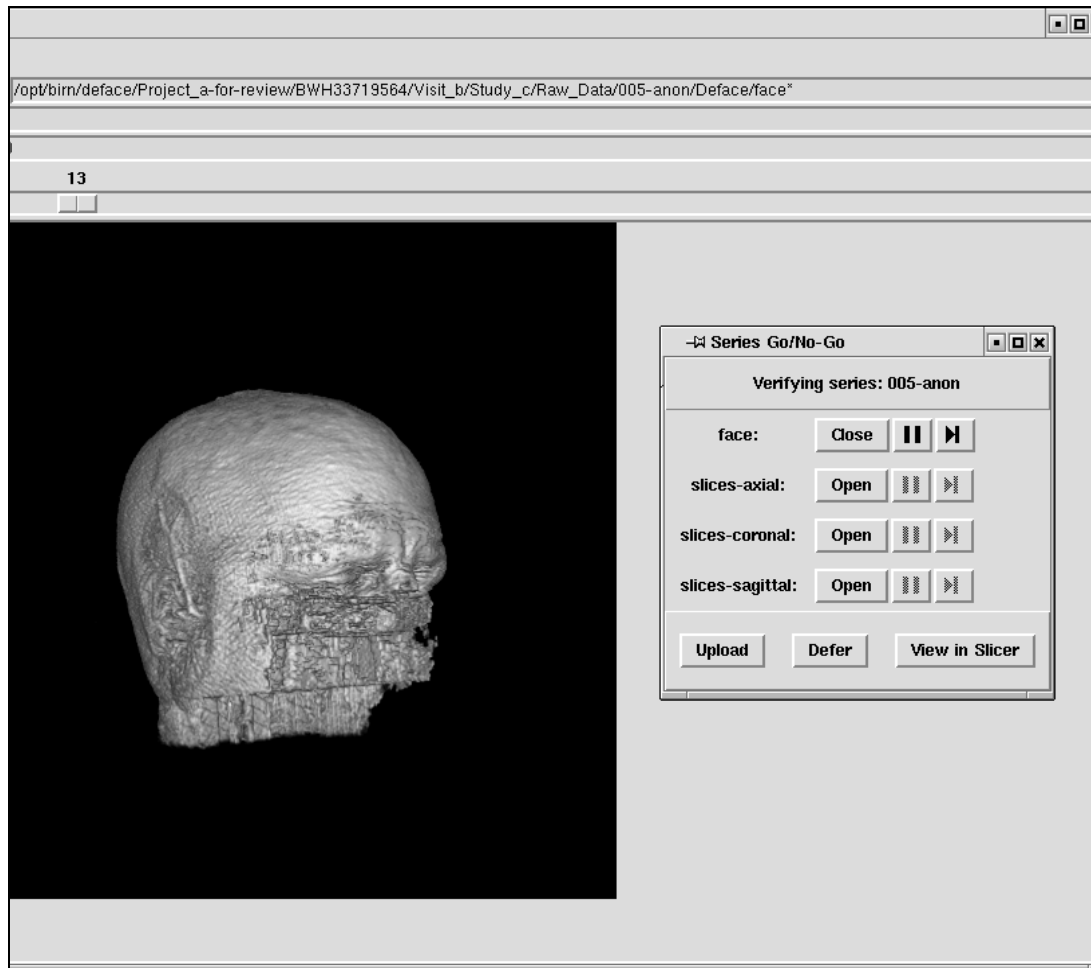 /opt/birn/deface/Project_a-for-review/BWH33719564/Visit_b/Study_c/Raw_Data/005-anon/Deface/face*
13
Series Go/No-Go
Verifying series: 005-anon
face: Close
slices-axial: Open
slices-coronal: Open
slices-sagittal: Open
Upload Defer View in Slicer